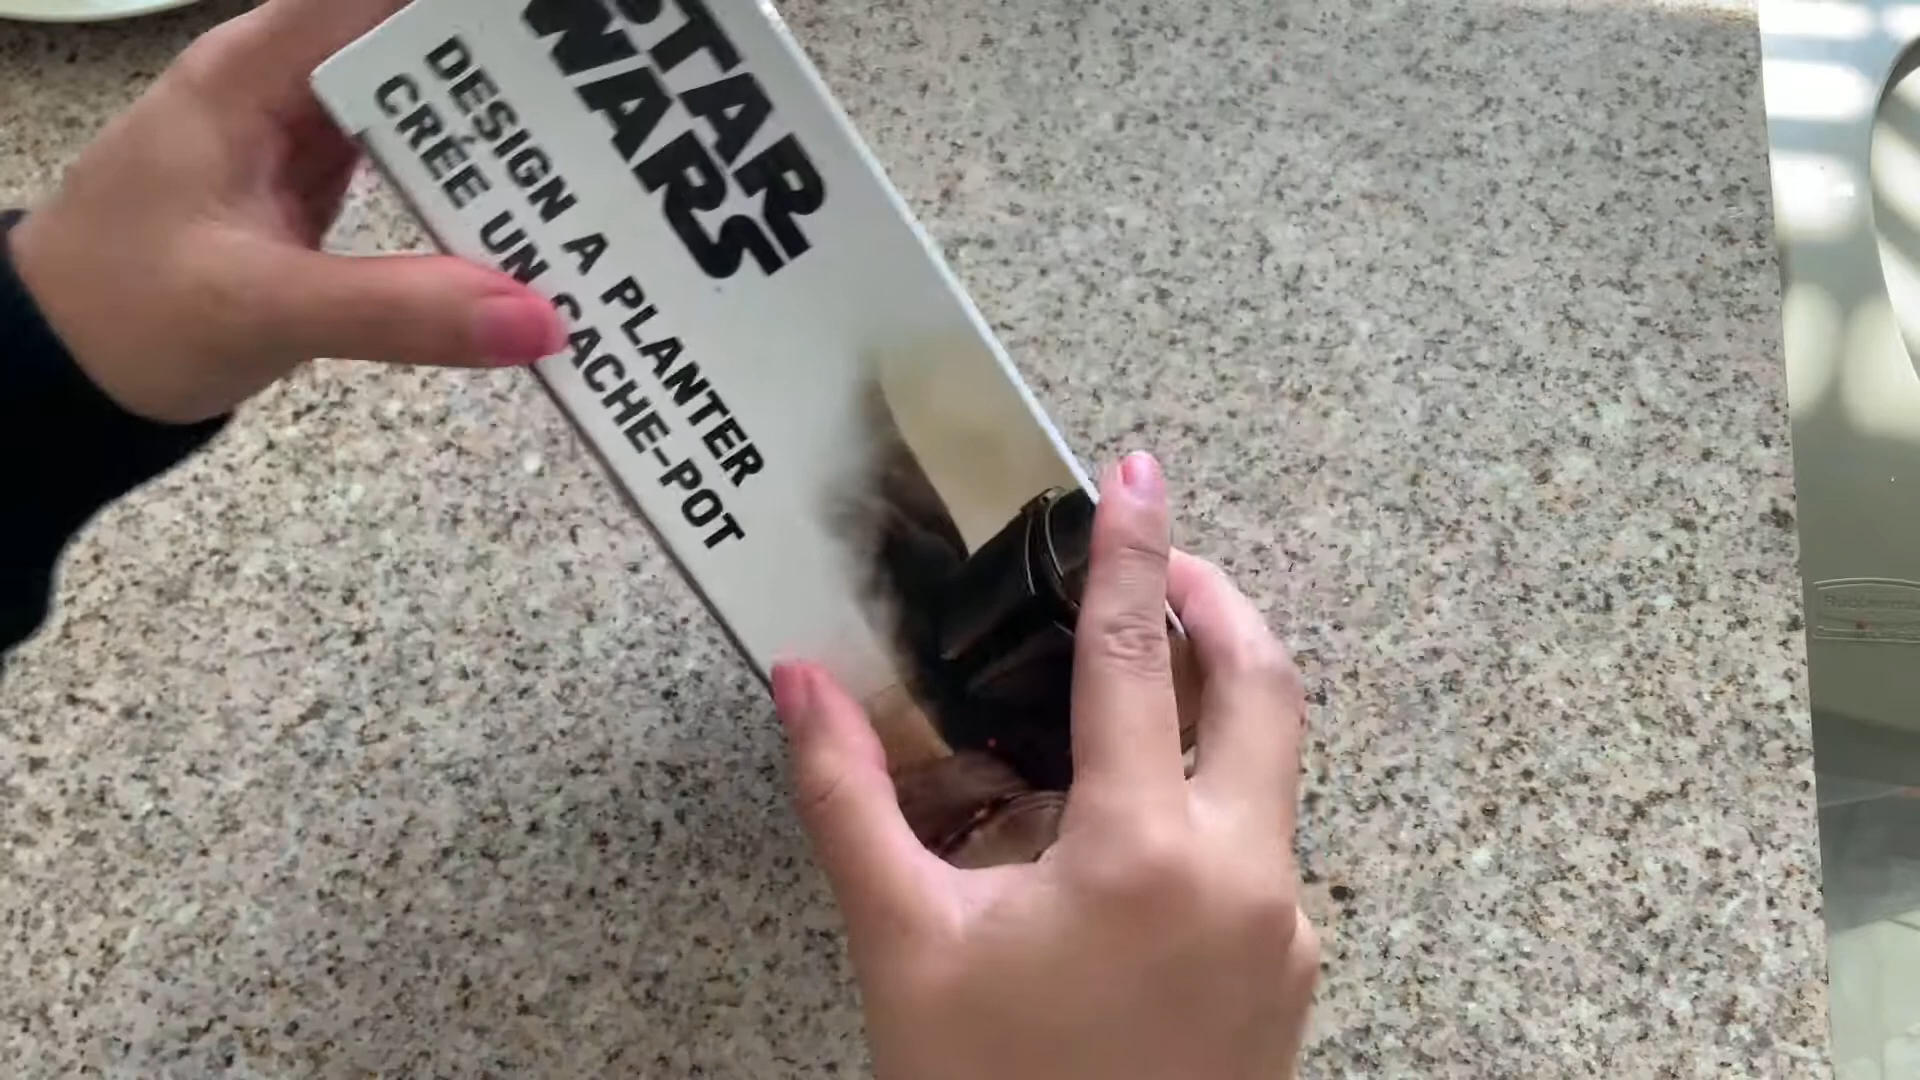 STAR
WARS
DESIGN A PLANTER
CRÉE UN CACHE-POT